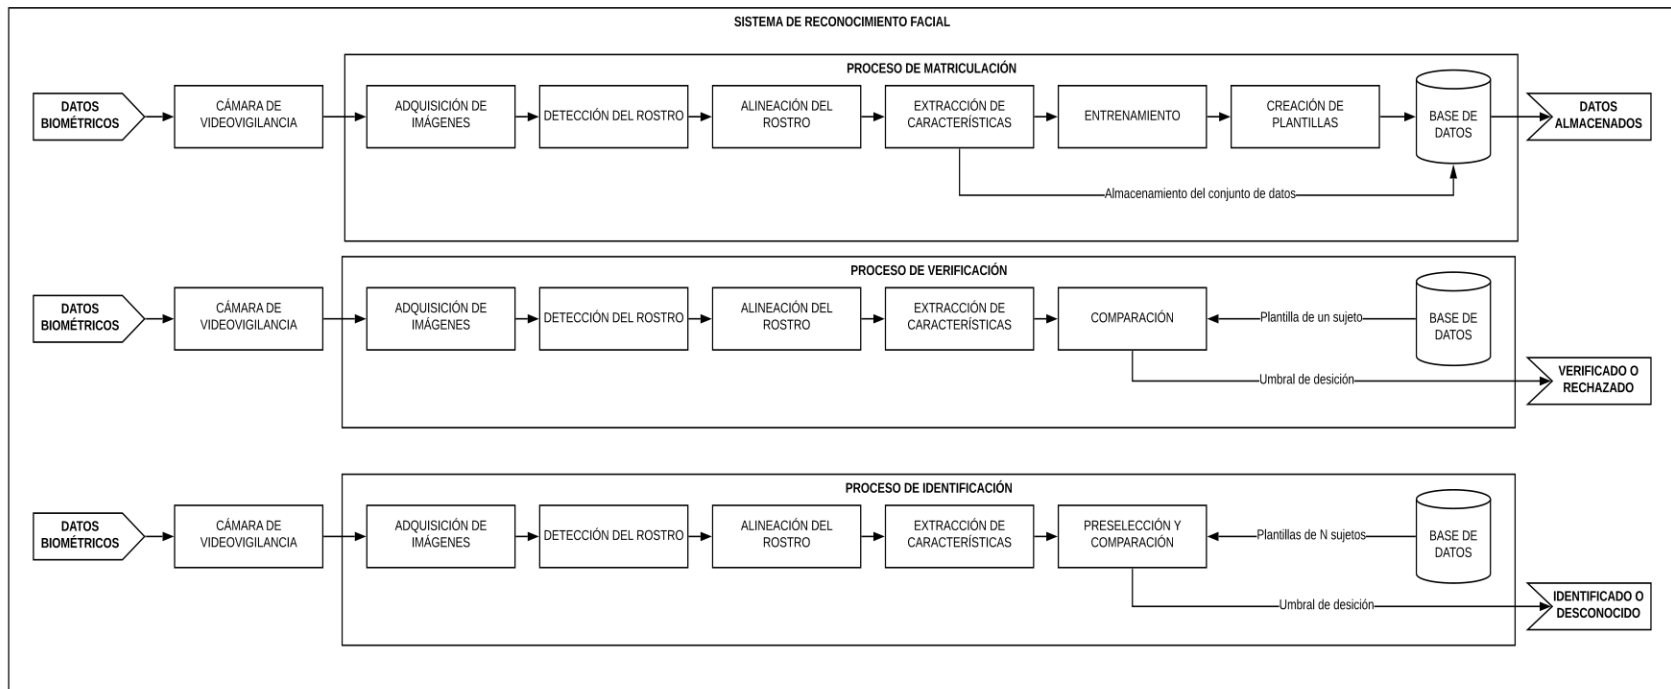 SISTEMA DE RECONOCIMIENTO FACIAL
PROCESO DE MATRICULACIÓN
DATOS
BIOMÉTRICOS
CÁMARA DE
VIDEOVIGILANCIA
ADQUISICIÓN DE
IMÁGENES
DETECCIÓN DEL ROSTRO
ALINEACIÓN DEL
ROSTRO
EXTRACCIÓN DE
CARACTERÍSTICAS
ENTRENAMIENTO
CREACIÓN DE
PLANTILLAS
BASE DE
DATOS
DATOS
ALMACENADOS
Almacenamiento del conjunto de datos
PROCESO DE VERIFICACIÓN
DATOS
BIOMÉTRICOS
CÁMARA DE
VIDEOVIGILANCIA
ADQUISICIÓN DE
IMÁGENES
DETECCIÓN DEL ROSTRO
ALINEACIÓN DEL
ROSTRO
EXTRACCIÓN DE
CARACTERÍSTICAS
COMPARACIÓN
Plantilla de un sujeto
BASE DE
DATOS
Umbral de desición
VERIFICADO O
RECHAZADO
PROCESO DE IDENTIFICACIÓN
DATOS
BIOMÉTRICOS
CÁMARA DE
VIDEOVIGILANCIA
ADQUISICIÓN DE
IMÁGENES
DETECCIÓN DEL ROSTRO
ALINEACIÓN DEL
ROSTRO
EXTRACCIÓN DE
CARACTERÍSTICAS
PRESELECCIÓN Y
COMPARACIÓN
Plantillas de N sujetos
BASE DE
DATOS
Umbral de desición
IDENTIFICADO O
DESCONOCIDO